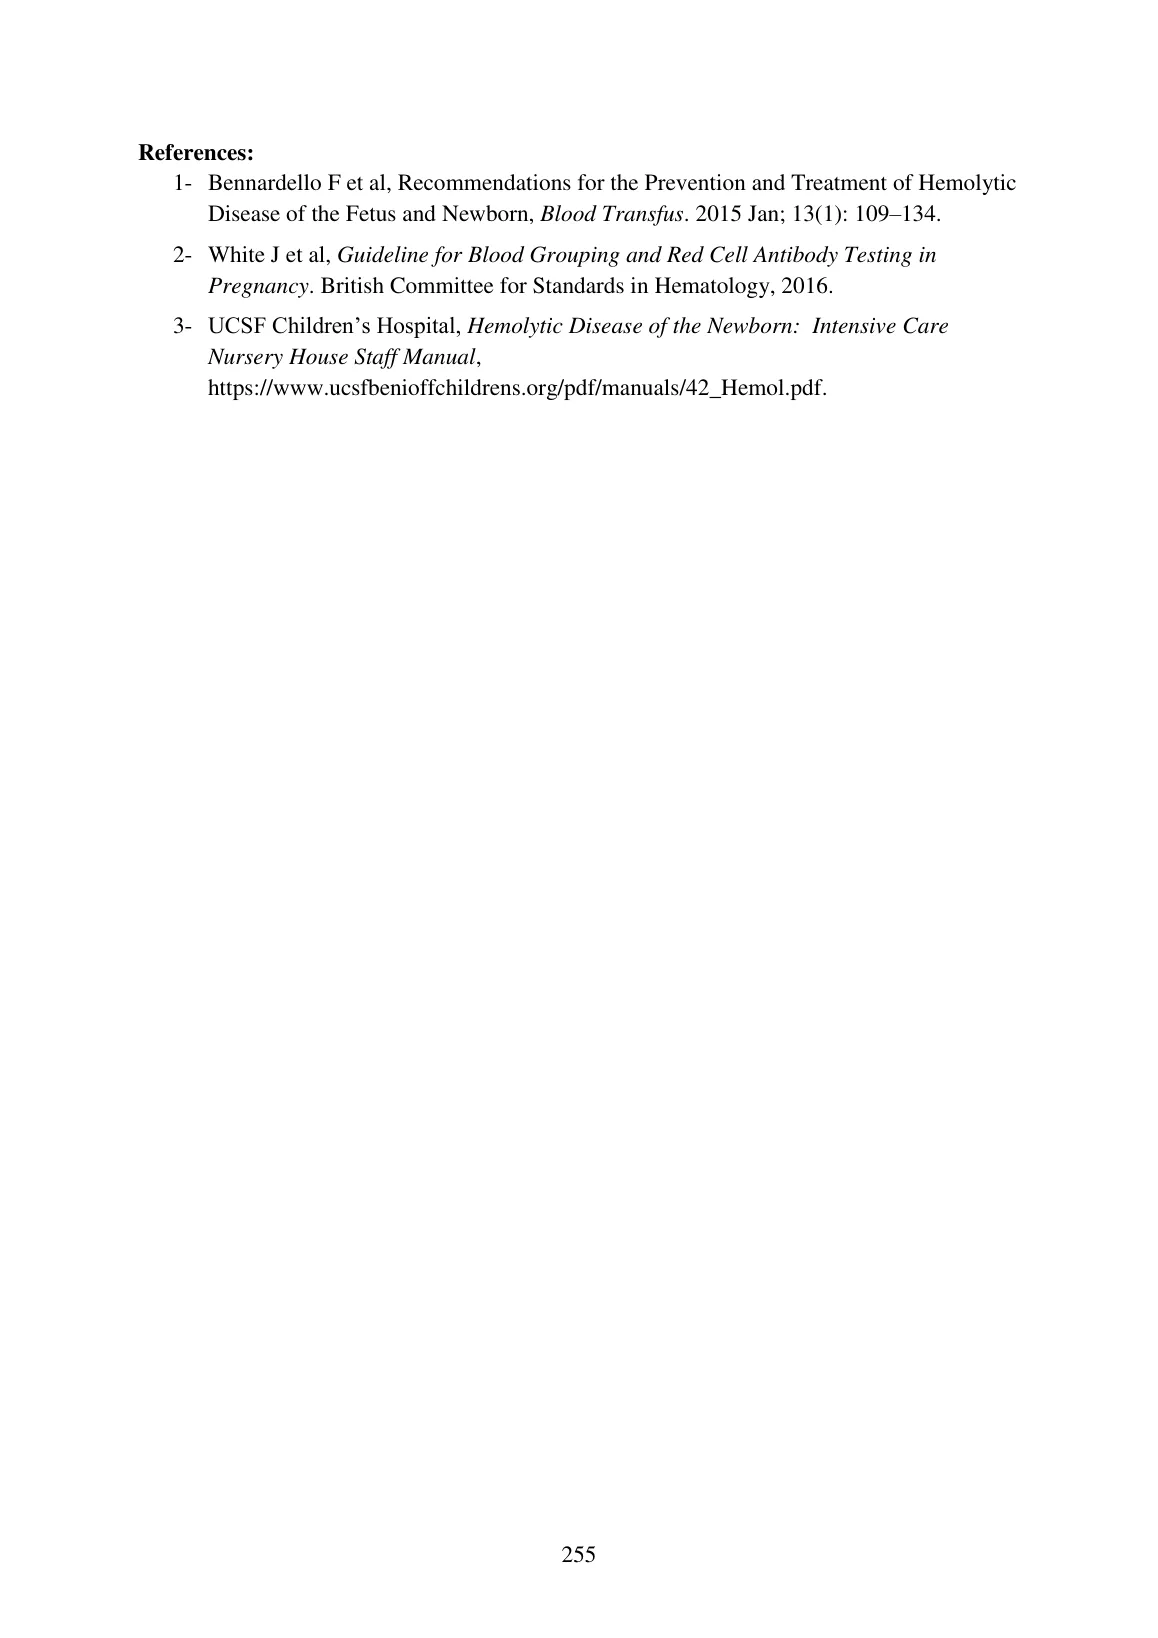 References:
1- Bennardello F et al, Recommendations for the Prevention and Treatment of Hemolytic
Disease of the Fetus and Newborn, Blood Transfus. 2015 Jan; 13(1): 109–134.
2- White J et al, Guideline for Blood Grouping and Red Cell Antibody Testing in
Pregnancy. British Committee for Standards in Hematology, 2016.
3- UCSF Children’s Hospital, Hemolytic Disease of the Newborn:  Intensive Care
Nursery House Staff Manual,
https://www.ucsfbenioffchildrens.org/pdf/manuals/42_Hemol.pdf.
255